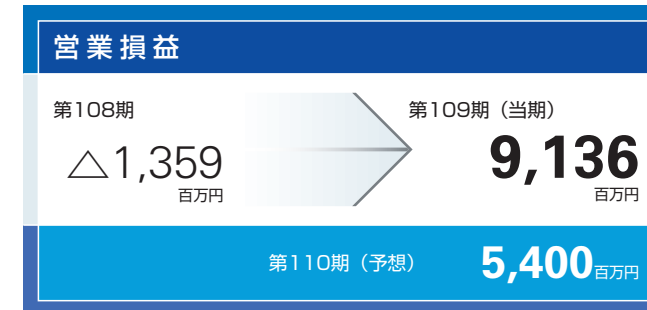 営業損益
第108期
△1,359
百万円
第109期（当期）
9,136
百万円
第110期（予想） 5,400百万円